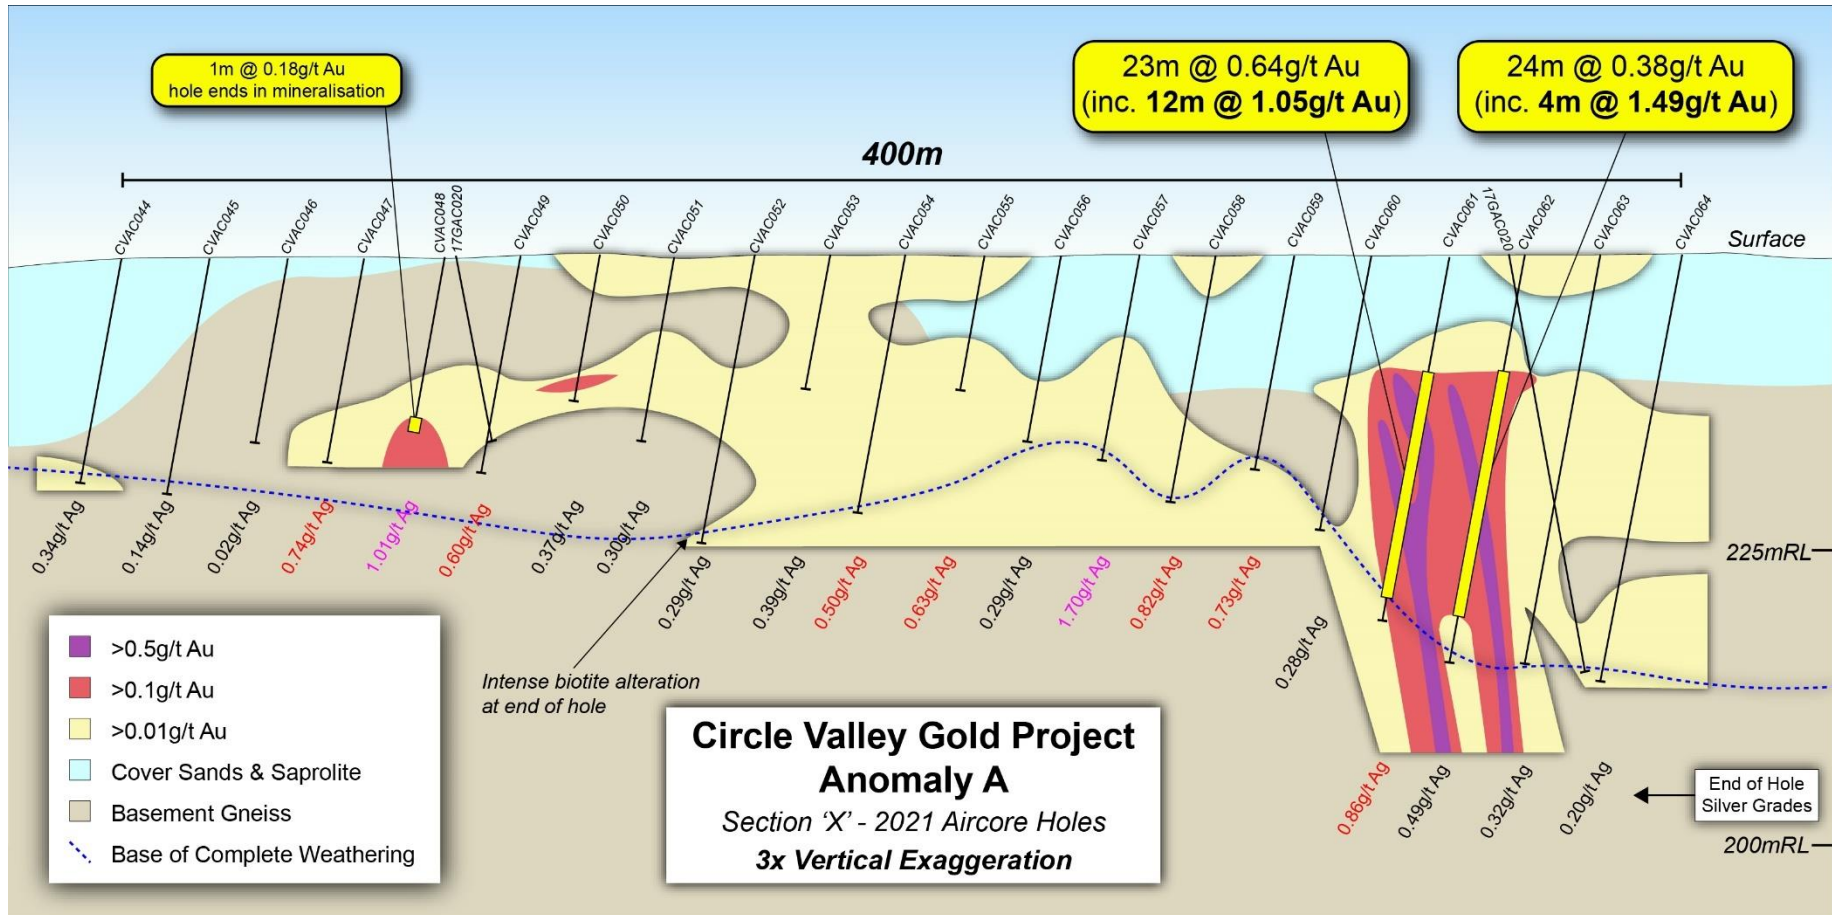 1m @ 0.18g/t Au
hole ends in mineralisation
23m @ 0.64g/t Au
(inc. 12m @ 1.05g/t Au)
24m @ 0.38g/t Au
(inc. 4m @ 1.49g/t Au)
400m
CVAC044
CVAC045
CVAC046
CVAC047
CVAC048
17GAC020
CVAC049
CVAC050
CVAC051
CVAC052
CVAC053
CVAC054
CVAC055
CVAC056
CVAC057
CVAC058
CVAC059
CVAC060
CVAC061
17GAC020
CVAC062
CVAC063
CVAC064
Surface
0.34g/t Ag
0.14g/t Ag
0.02g/t Ag
0.74g/t Ag
1.01g/t Ag
0.60g/t Ag
0.37g/t Ag
0.30g/t Ag
0.29g/t Ag
0.39g/t Ag
0.50g/t Ag
0.63g/t Ag
0.29g/t Ag
1.70g/t Ag
0.82g/t Ag
0.73g/t Ag
0.28g/t Ag
0.86g/t Ag
0.49g/t Ag
0.32g/t Ag
0.20g/t Ag
225mRL
200mRL
End of Hole
Silver Grades
Intense biotite alteration
at end of hole
>0.5g/t Au
>0.1g/t Au
>0.01g/t Au
Cover Sands & Saprolite
Basement Gneiss
Base of Complete Weathering
Circle Valley Gold Project
Anomaly A
Section ‘X’ - 2021 Aircore Holes
3x Vertical Exaggeration